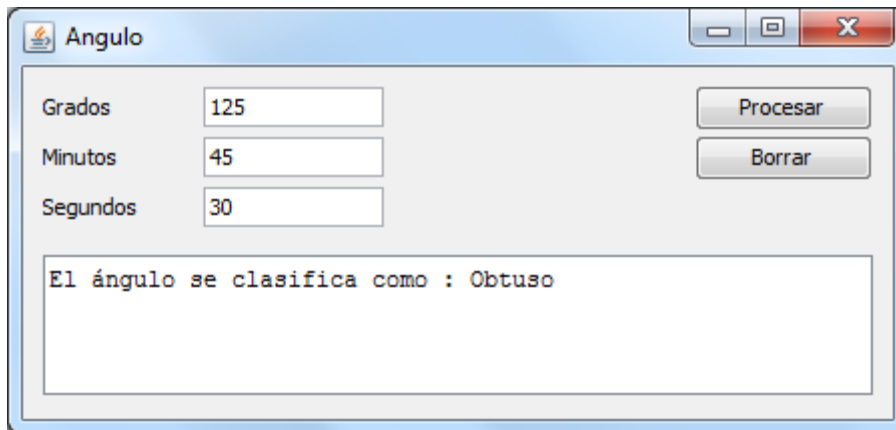 Angulo
Grados 125 Procesar
Minutos 45 Borrar
Segundos 30
El ángulo se clasifica como : Obtuso